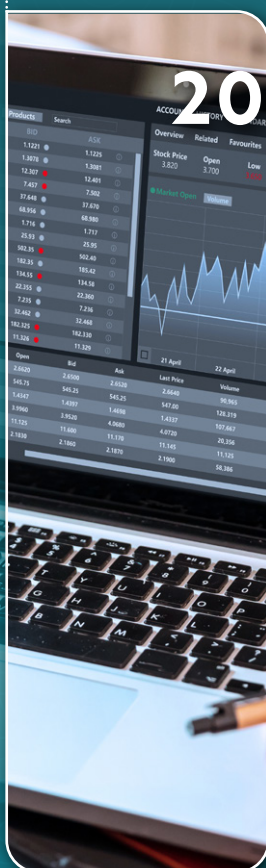 20
ACCOUN
Products Search
Overview Related Favourites
BID ASK
Stock Price Open Low
3.820 3.700
Market Open Volume
1.1221 1.1225
1.3078 1.3081
12.307 12.401
7.457 7.502
37.648 37.670
68.956 68.980
1.716 1.717
25.93 25.95
502.35 502.40
182.35 185.42
134.55 134.56
22.355 22.360
7.235 7.236
32.462 32.468
182.325 182.330
11.326 11.329
21 April 22 April
Open Bid Ask Last Price Volume
2.6620 2.6500 2.6520 2.6640 90,965
545.75 545.25 545.25 547.00 128.319
1.4347 1.4397 1.4690 1.4337 107.667
3.9960 3.9520 4.0680 4.0720 20,356
11.125 11.600 11.170 11.145 11,125
2.1830 2.1860 2.1870 2.1900 58,386